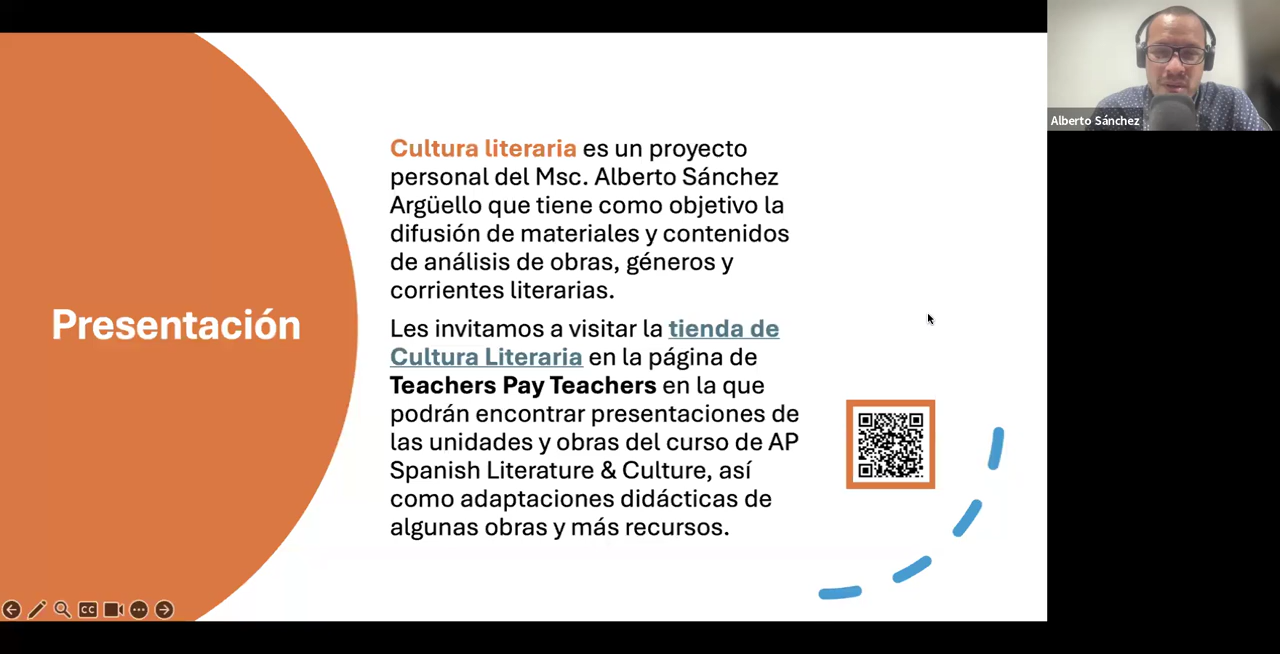 Presentación
Cultura literaria es un proyecto
personal del Msc. Alberto Sánchez
Argüello que tiene como objetivo la
difusión de materiales y contenidos
de análisis de obras, géneros y
corrientes literarias.
Les invitamos a visitar la tienda de
Cultura Literaria en la página de
Teachers Pay Teachers en la que
podrán encontrar presentaciones de
las unidades y obras del curso de AP
Spanish Literature & Culture, así
como adaptaciones didácticas de
algunas obras y más recursos.
Alberto Sánchez
CC